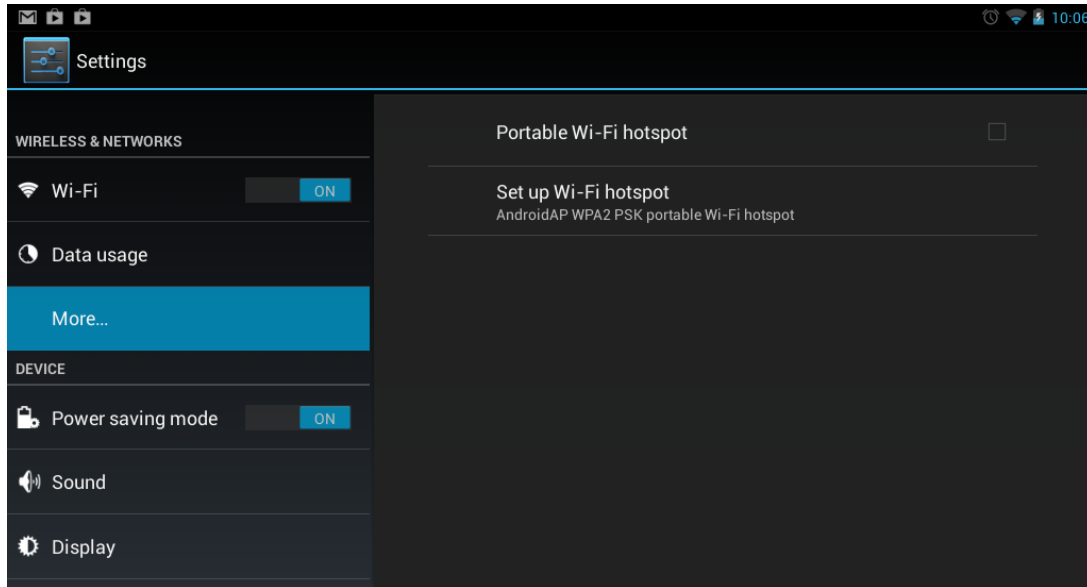 10:06
Settings
WIRELESS & NETWORKS
Wi-Fi
ON
Data usage
More...
DEVICE
Power saving mode
ON
Sound
Display
Portable Wi-Fi hotspot
Set up Wi-Fi hotspot
AndroidAP WPA2 PSK portable Wi-Fi hotspot